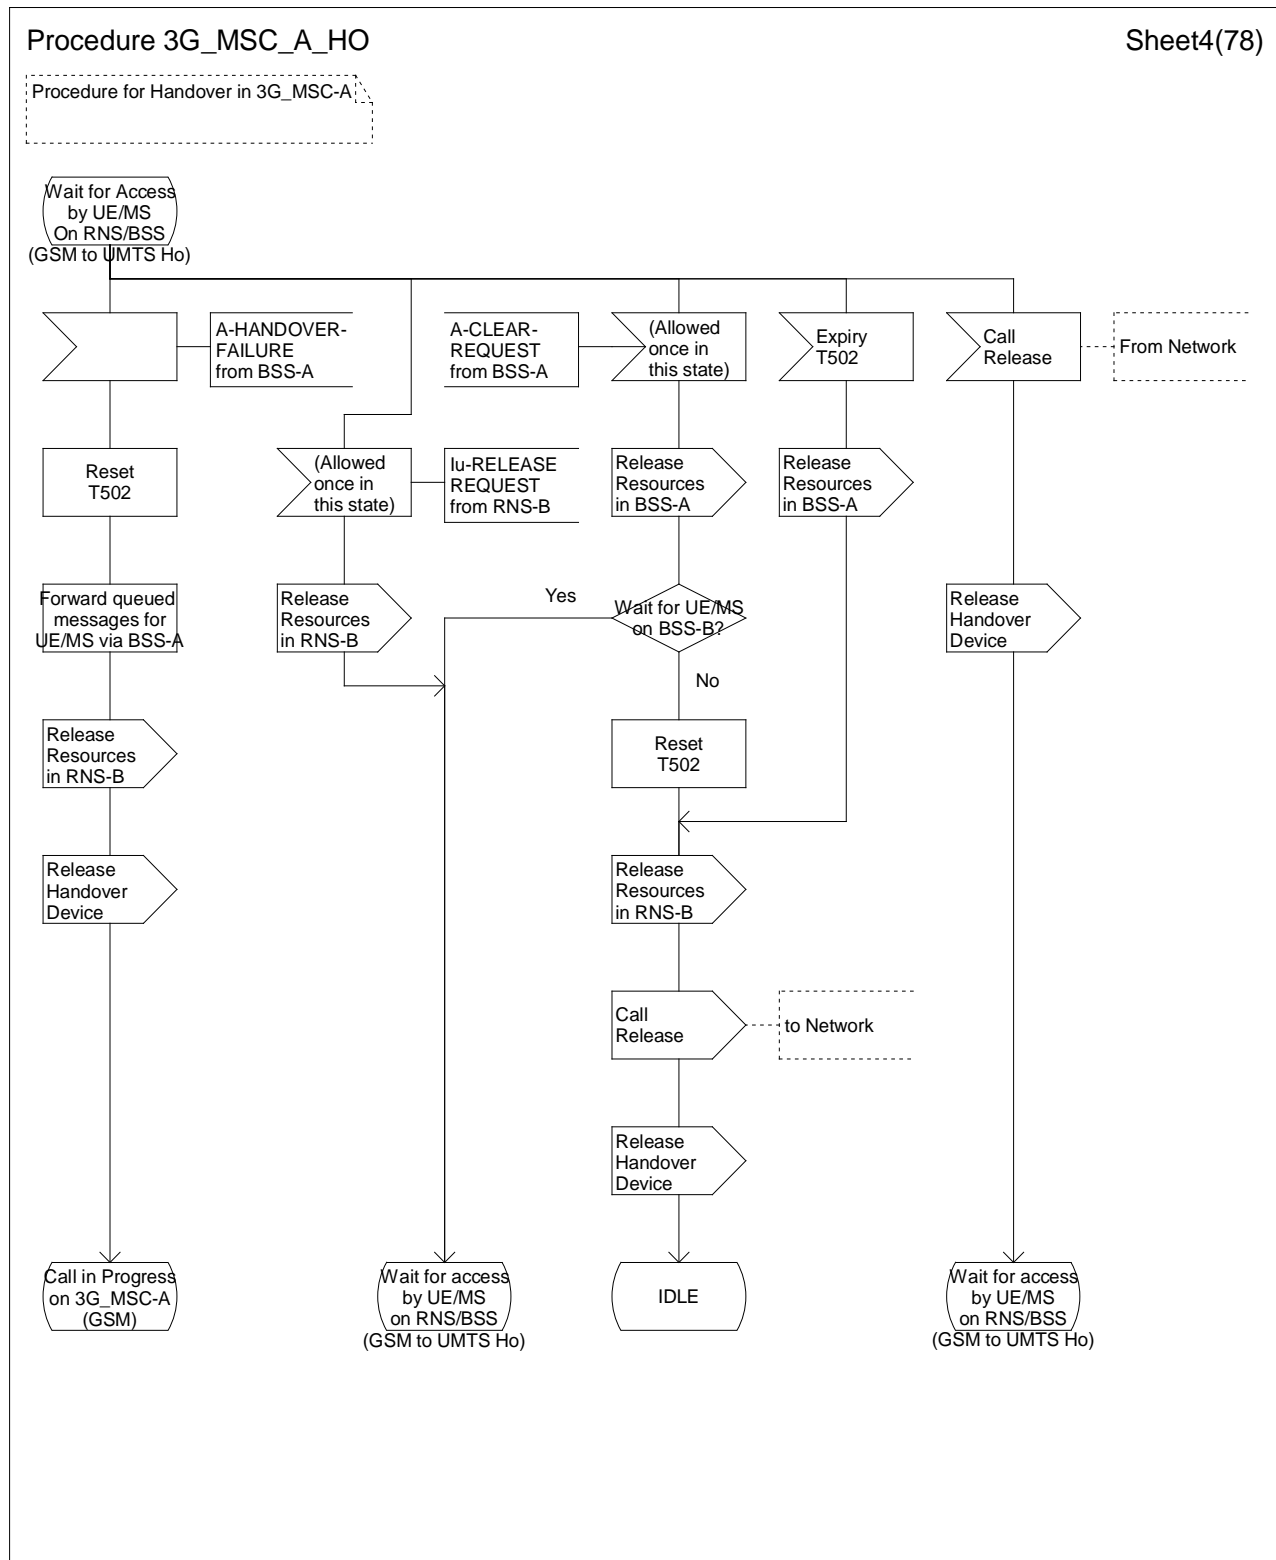 Procedure 3G_MSC_A_HO
Sheet4(78)
Procedure for Handover in 3G_MSC-A
Wait for Access
by UE/MS
On RNS/BSS
(GSM to UMTS Ho)
A-HANDOVER-
FAILURE
from BSS-A
A-CLEAR-
REQUEST
from BSS-A
(Allowed
once in
this state)
Expiry
T502
Call
Release
From Network
Reset
T502
(Allowed
once in
this state)
Iu-RELEASE
REQUEST
from RNS-B
Release
Resources
in BSS-A
Release
Resources
in BSS-A
Forward queued
messages for
UE/MS via BSS-A
Release
Resources
in RNS-B
Yes
Wait for UE/MS
on BSS-B?
Release
Handover
Device
No
Release
Resources
in RNS-B
Reset
T502
Release
Handover
Device
Release
Resources
in RNS-B
Call
Release
to Network
Release
Handover
Device
Call in Progress
on 3G_MSC-A
(GSM)
Wait for access
by UE/MS
on RNS/BSS
(GSM to UMTS Ho)
IDLE
Wait for access
by UE/MS
on RNS/BSS
(GSM to UMTS Ho)